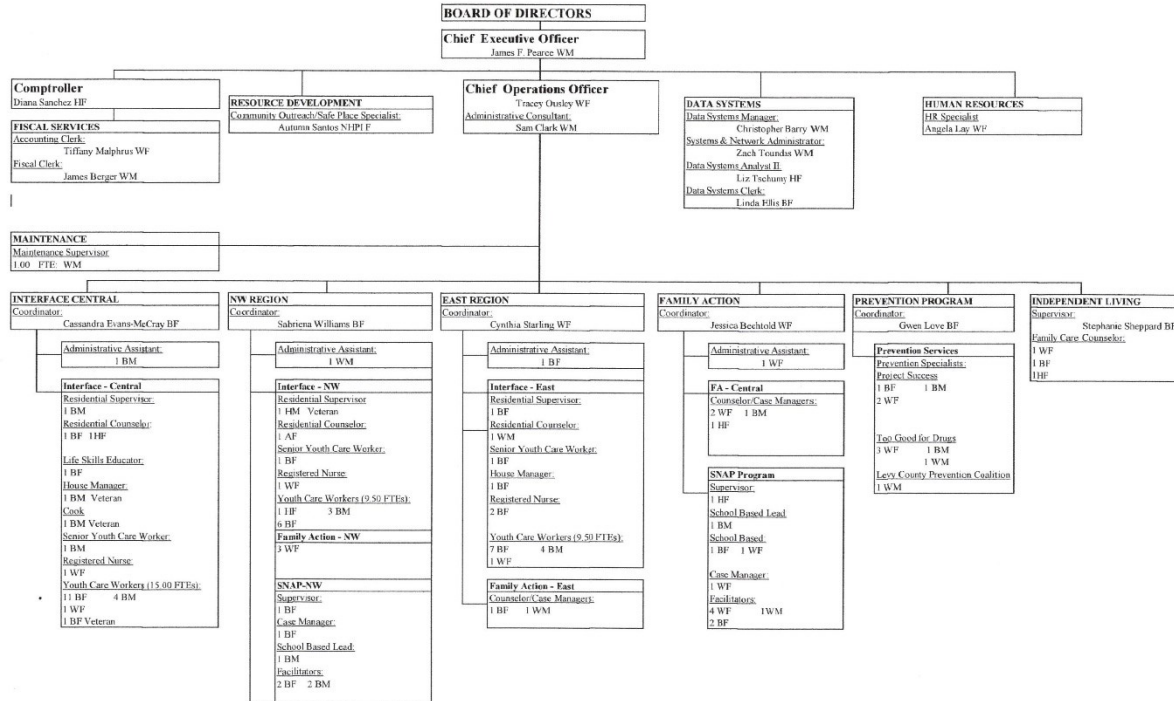 BOARD OF DIRECTORS
Chief Executive Officer
James F. Pearce WM
Comptroller
Diana Sanchez HF
FISCAL SERVICES
Accounting Clerk:
Tiffany Malphrus WF
Fiscal Clerk:
James Berger WM
RESOURCE DEVELOPMENT
Community Outreach/Safe Place Specialist:
Autumn Santos NHPI F
Chief Operations Officer
Tracey Ousley WF
Administrative Consultant:
Sam Clark WM
DATA SYSTEMS
Data Systems Manager:
Christopher Barry WM
Systems & Network Administrator:
Zach Toundas WM
Data Systems Analyst II.
Liz Tschumy HF
Data Systems Clerk:
Linda Ellis BF
HUMAN RESOURCES
HR Specialist
Angela Lay WF
MAINTENANCE
Maintenance Supervisor
1.00 FTE: WM
INTERFACE CENTRAL
Coordinator:
Cassandra Evans-McCray BF
Administrative Assistant:
1 BM
Interface - Central
Residential Supervisor:
1 BM
Residential Counselor:
1 BF 1HF
Life Skills Educator:
1 BF
House Manager:
1 BM Veteran
Cook
1 BM Veteran
Senior Youth Care Worker:
1 BM
Registered Nurse:
1 WF
Youth Care Workers (15.00 FTEs):
11 BF 4 BM
1 WF
1 BF Veteran
NW REGION
Coordinator:
Sabriena Williams BF
Administrative Assistant:
1 WM
Interface - NW
Residential Supervisor
1 HM Veteran
Residential Counselor:
1 AF
Senior Youth Care Worker:
1 BF
Registered Nurse:
1 WF
Youth Care Workers (9.50 FTEs):
1 HF 3 BM
6 BF
Family Action - NW
3 WF
SNAP-NW
Supervisor:
1 BF
Case Manager:
1 BF
School Based Lead:
1 BM
Facilitators:
2 BF 2 BM
EAST REGION
Coordinator:
Cynthia Starling WF
Administrative Assistant:
1 BF
Interface - East
Residential Supervisor:
1 BF
Residential Counselor:
1 WM
Senior Youth Care Worker:
1 BF
House Manager:
1 BF
Registered Nurse:
2 BF
Youth Care Workers (9.50 FTEs):
7 BF 4 BM
1 WF
Family Action - East
Counselor/Case Managers:
1 BF 1 WM
FAMILY ACTION
Coordinator:
Jessica Bechtold WF
Administrative Assistant:
1 WF
FA - Central
Counselor/Case Managers:
2 WF 1 BM
1 HF
SNAP Program
Supervisor:
1 HF
School Based Lead
1 BM
School Based:
1 BF 1 WF
Case Manager:
1 WF
Facilitators:
4 WF 1WM
2 BF
PREVENTION PROGRAM
Coordinator:
Gwen Love BF
Prevention Services
Prevention Specialists:
Project Success
1 BF 1 BM
2 WF
Too Good for Drugs
3 WF 1 BM
1 WM
Levy County Prevention Coalition
1 WM
INDEPENDENT LIVING
Supervisor:
Stephanie Sheppard BF
Family Care Counselor:
1 WF
1 BF
1HF